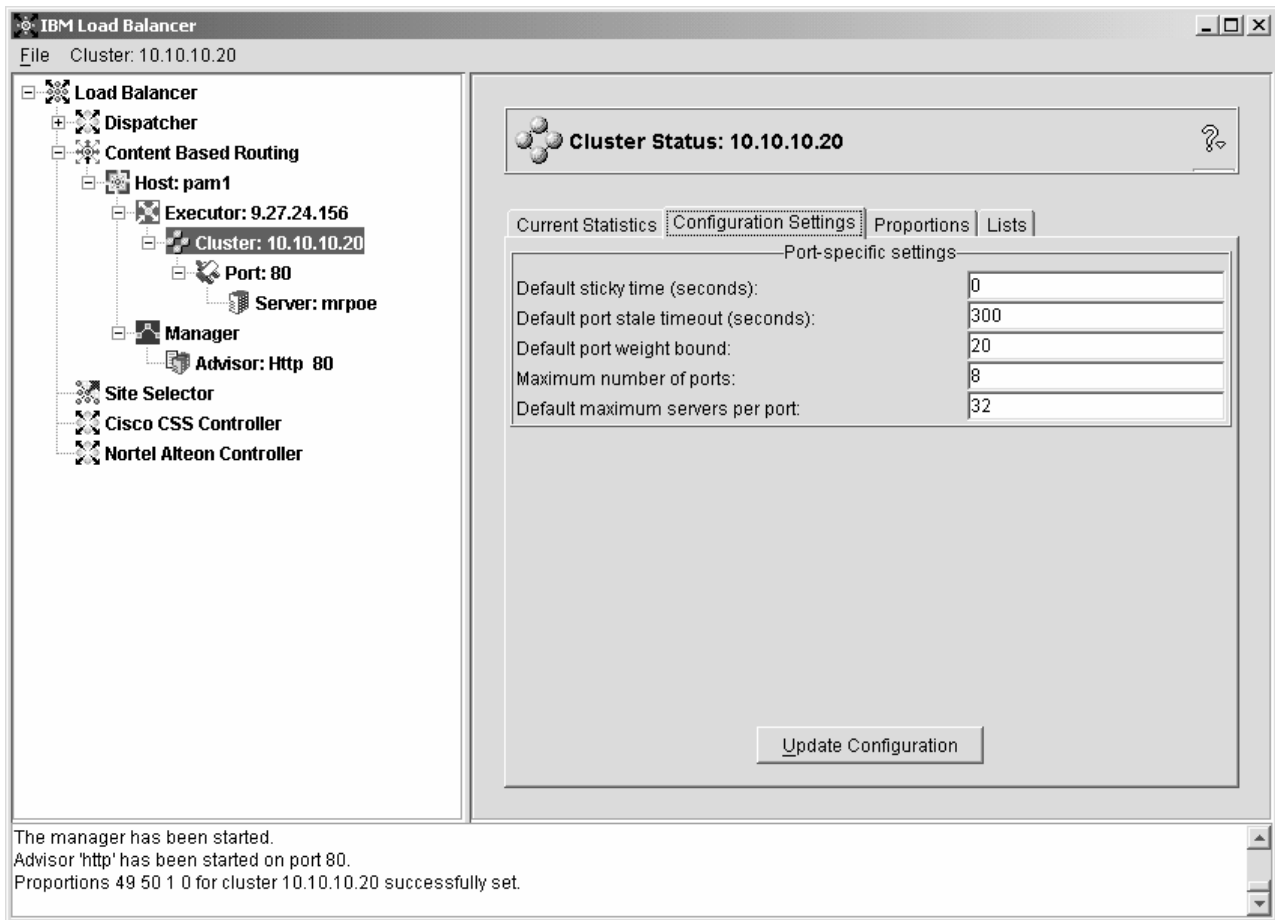 IBM Load Balancer
File Cluster: 10.10.10.20
Load Balancer
Dispatcher
Content Based Routing
Host: pam1
Executor: 9.27.24.156
Cluster: 10.10.10.20
Port: 80
Server: mrpoe
Manager
Advisor: Http 80
Site Selector
Cisco CSS Controller
Nortel Alteon Controller
Cluster Status: 10.10.10.20
?
Current Statistics Configuration Settings Proportions Lists
Port-specific settings
Default sticky time (seconds): 0
Default port stale timeout (seconds): 300
Default port weight bound: 20
Maximum number of ports: 8
Default maximum servers per port: 32
Update Configuration
The manager has been started.
Advisor 'http' has been started on port 80.
Proportions 49 50 1 0 for cluster 10.10.10.20 successfully set.